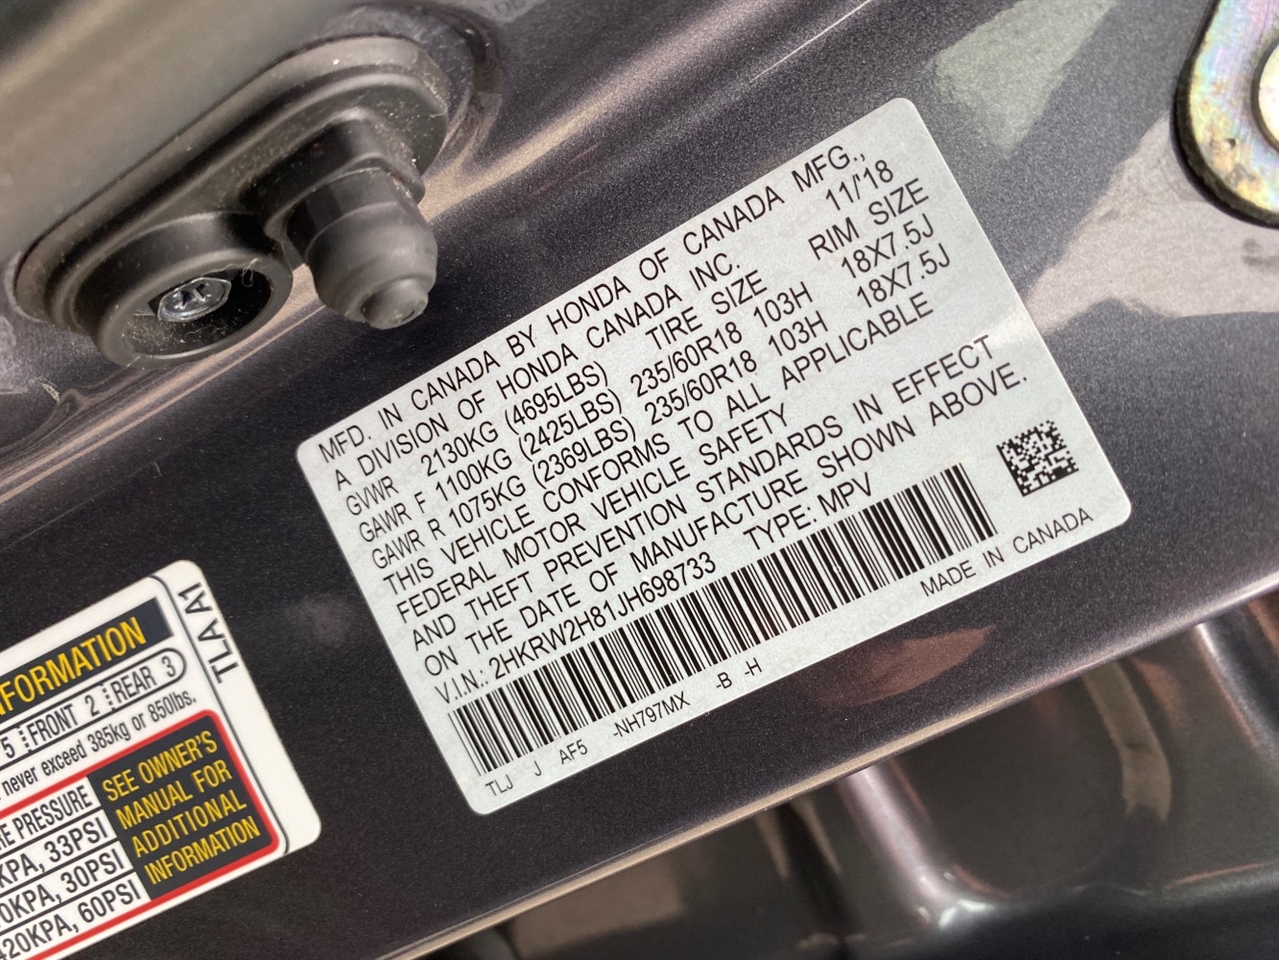 MFD. IN CANADA BY HONDA OF CANADA MFG.,
A DIVISION OF HONDA CANADA INC. 11/'18
GVWR 2130KG (4695LBS) TIRE SIZE RIM SIZE
GAWR F 1100KG (2425LBS) 235/60R18 103H 18X7.5J
GAWR R 1075KG (2369LBS) 235/60R18 103H 18X7.5J
THIS VEHICLE CONFORMS TO ALL APPLICABLE
FEDERAL MOTOR VEHICLE SAFETY
AND THEFT PREVENTION STANDARDS IN EFFECT
ON THE DATE OF MANUFACTURE SHOWN ABOVE.
V.I.N.: 2HKRW2H81JH698733 TYPE: MPV
TLJ J AF5 -NH797MX -B -H MADE IN CANADA
TLA A1
5 FRONT 2 REAR 3
never exceed 385kg or 850lbs.
PRESSURE
KPA, 33PSI
KPA, 30PSI
420KPA, 60PSI
SEE OWNER'S
MANUAL FOR
ADDITIONAL
INFORMATION